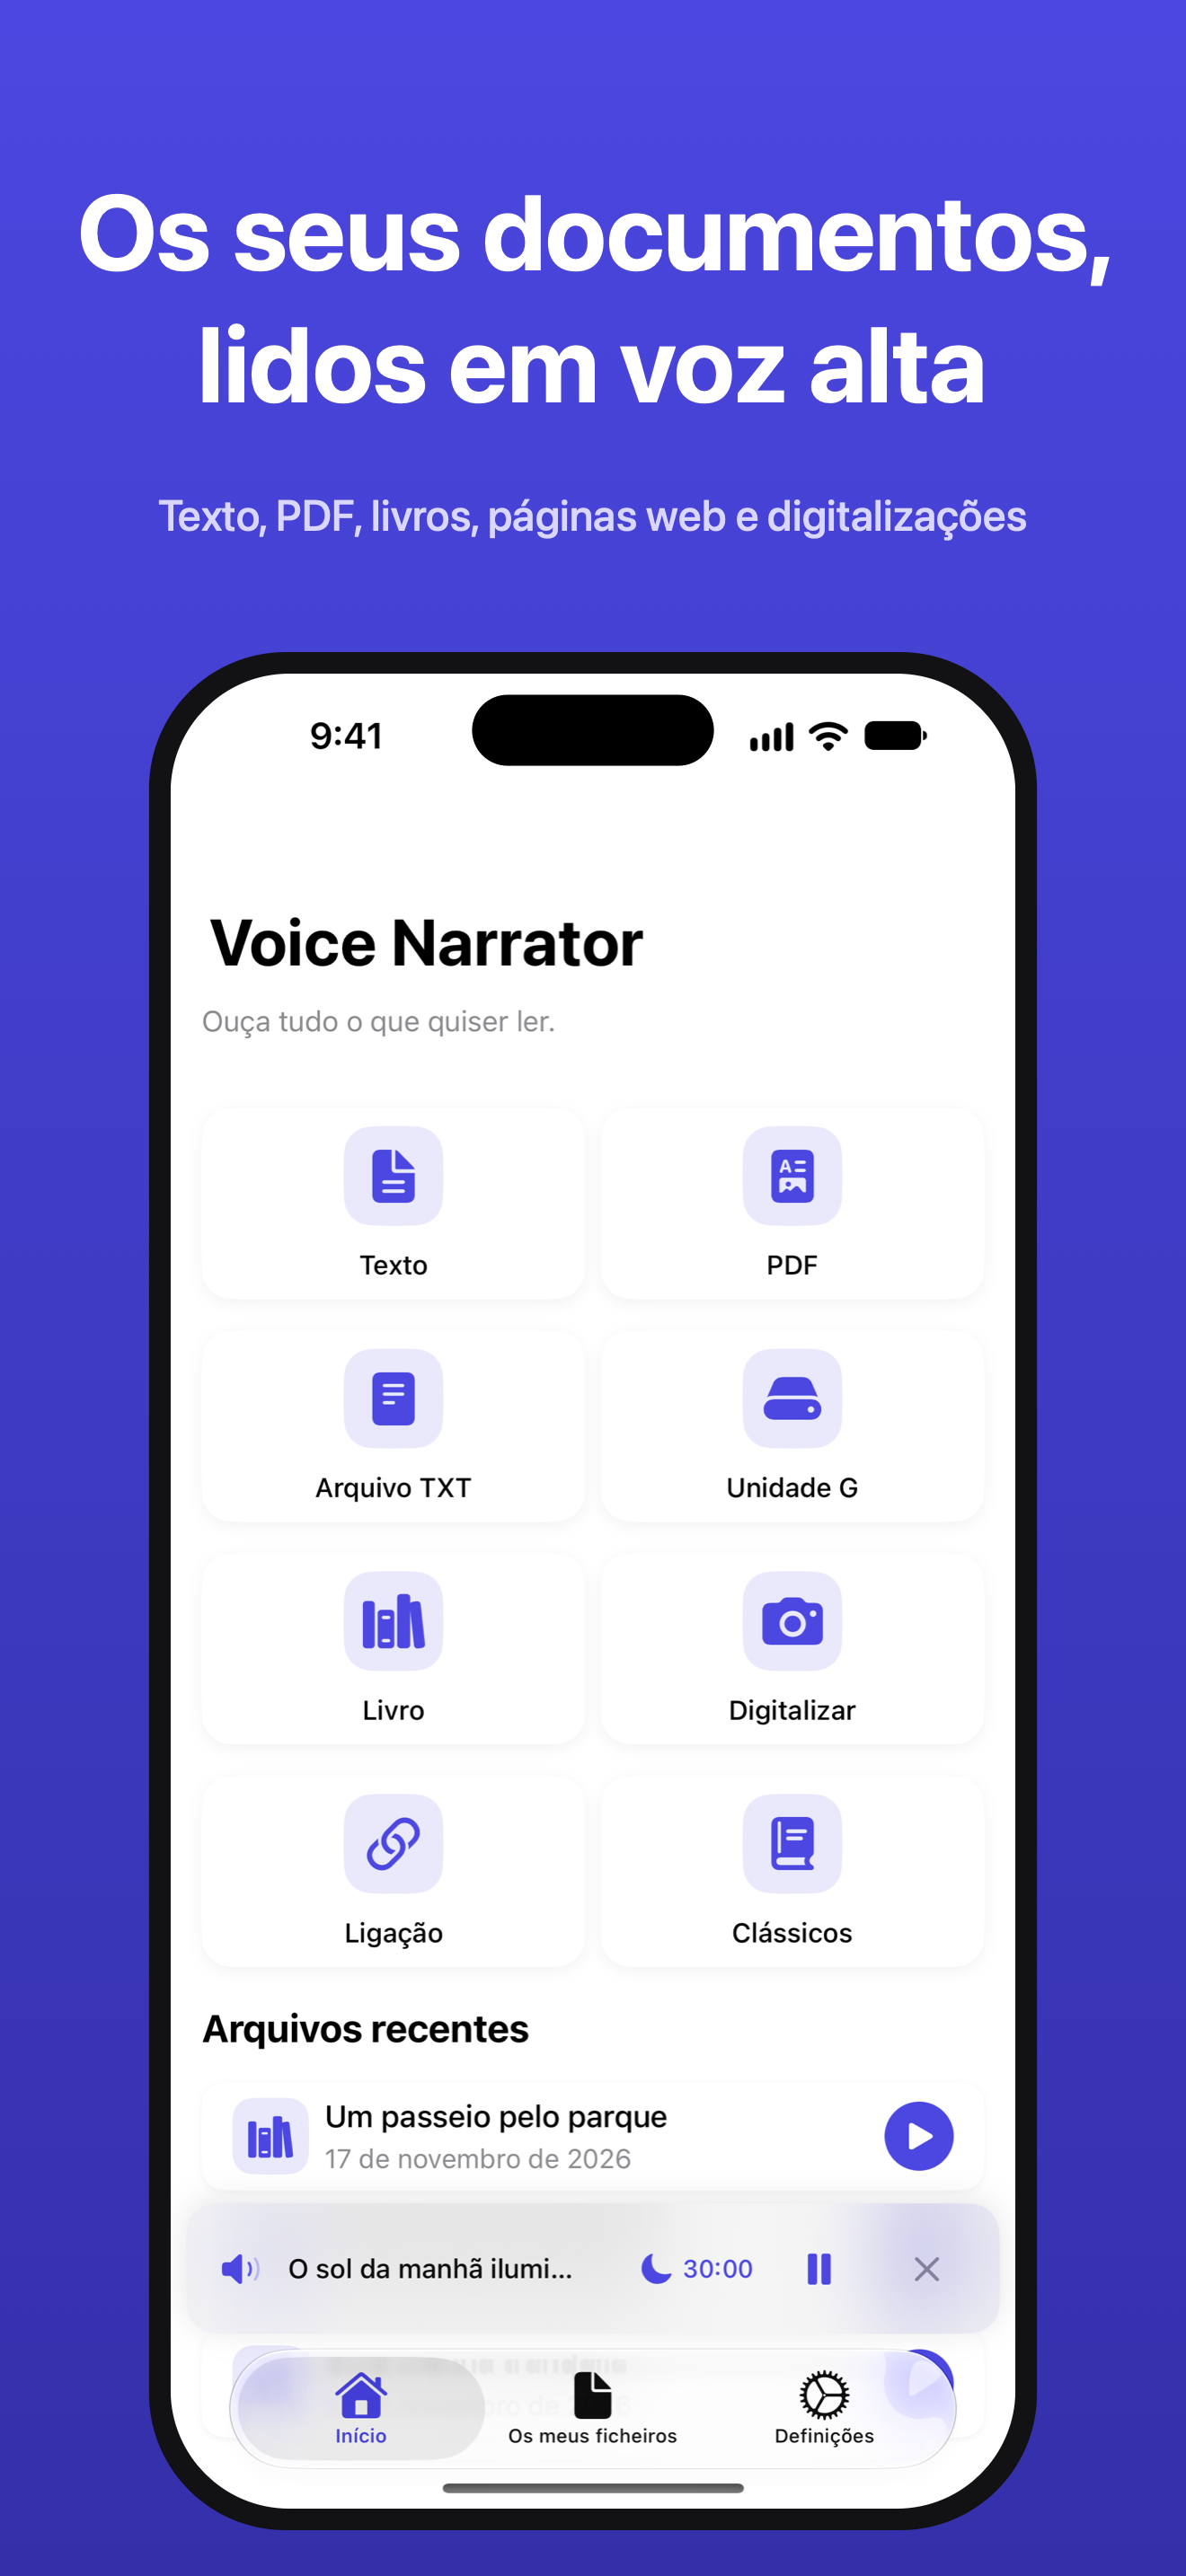 Os seus documentos,
lidos em voz alta
Texto, PDF, livros, páginas web e digitalizações
9:41
Voice Narrator
Ouça tudo o que quiser ler.
Texto
PDF
Arquivo TXT
Unidade G
Livro
Digitalizar
Ligação
Clássicos
Arquivos recentes
Um passeio pelo parque
17 de novembro de 2026
O sol da manhã ilumi...
30:00
Início
Os meus ficheiros
Definições